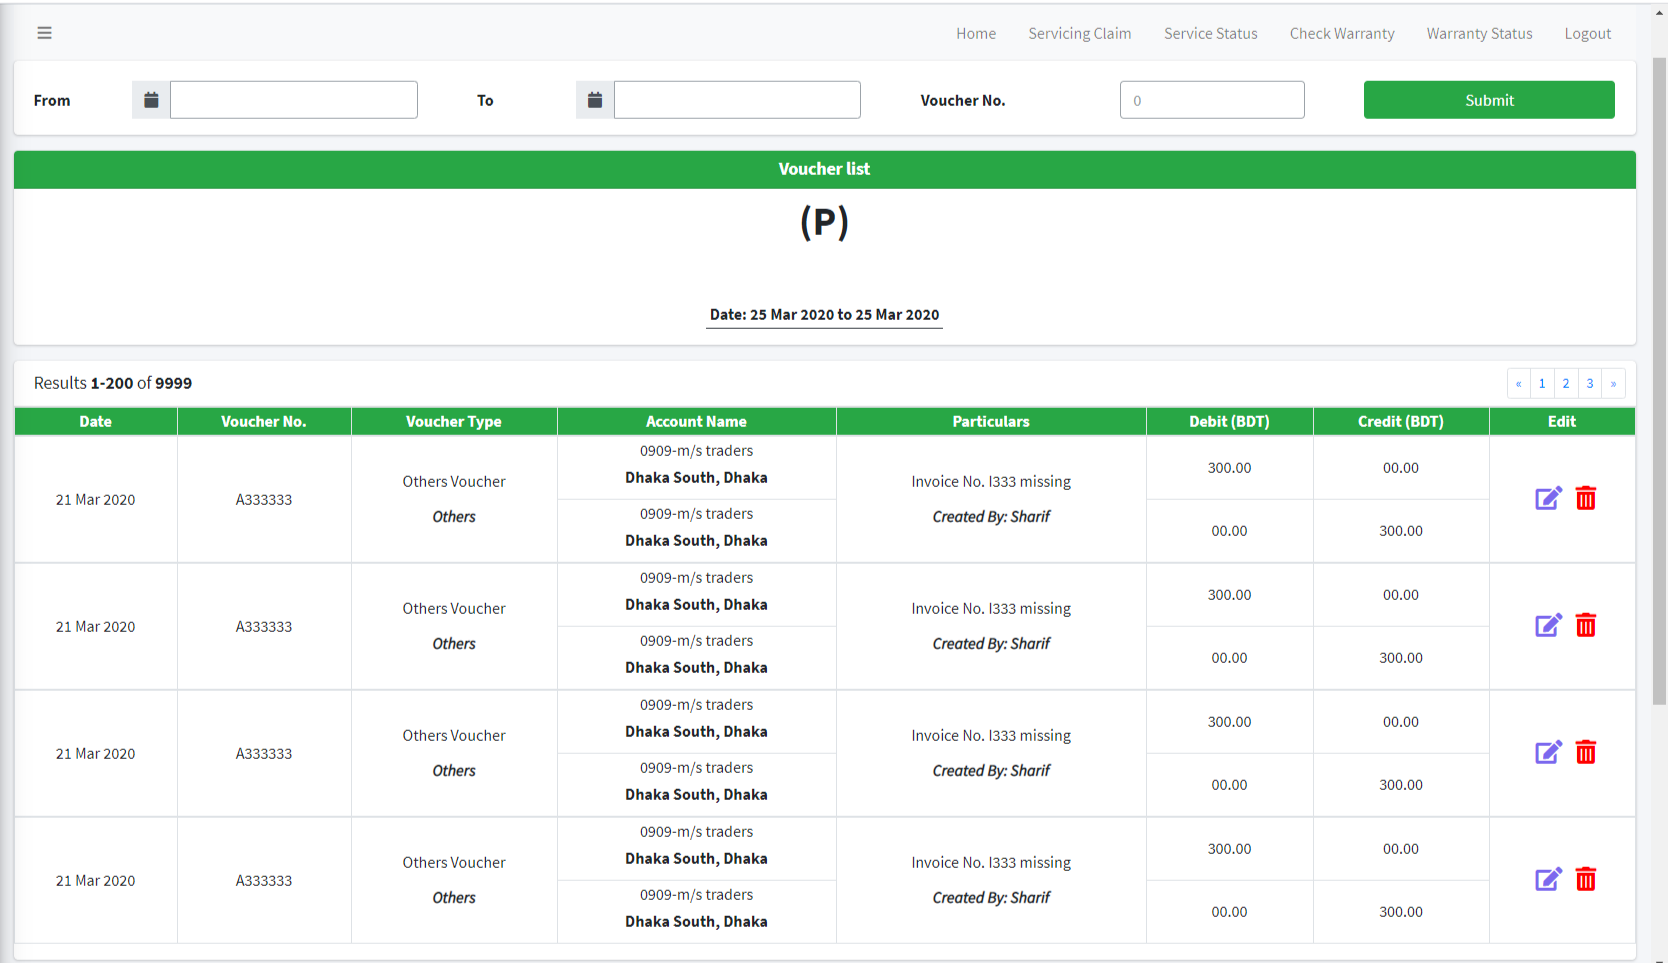 Home Servicing Claim Service Status Check Warranty Warranty Status Logout
From To Voucher No. 0 Submit
Voucher list
(P)
Date: 25 Mar 2020 to 25 Mar 2020
Results 1-200 of 9999 « 1 2 3 »
Date Voucher No. Voucher Type Account Name Particulars Debit (BDT) Credit (BDT) Edit
0909-m/s traders
300.00 00.00
Dhaka South, Dhaka
Others Voucher Invoice No. I333 missing
21 Mar 2020 A333333
0909-m/s traders
Others Created By: Sharif
00.00 300.00
Dhaka South, Dhaka
0909-m/s traders
300.00 00.00
Dhaka South, Dhaka
Others Voucher Invoice No. I333 missing
21 Mar 2020 A333333
0909-m/s traders
Others Created By: Sharif
00.00 300.00
Dhaka South, Dhaka
0909-m/s traders
300.00 00.00
Dhaka South, Dhaka
Others Voucher Invoice No. I333 missing
21 Mar 2020 A333333
0909-m/s traders
Others Created By: Sharif
00.00 300.00
Dhaka South, Dhaka
0909-m/s traders
300.00 00.00
Dhaka South, Dhaka
Others Voucher Invoice No. I333 missing
21 Mar 2020 A333333
0909-m/s traders
Others Created By: Sharif
00.00 300.00
Dhaka South, Dhaka